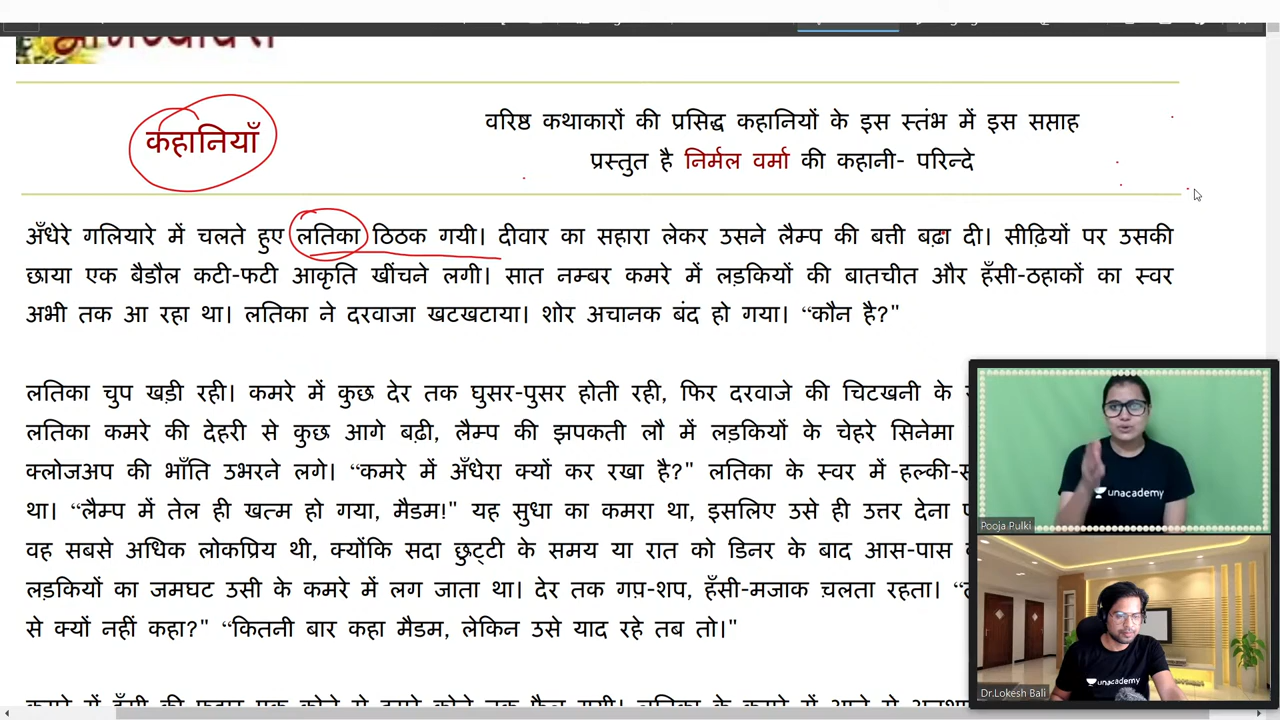 कहानियाँ
वरिष्ठ कथाकारों की प्रसिद्ध कहानियों के इस स्तंभ में इस सप्ताह
प्रस्तुत है निर्मल वर्मा की कहानी- परिन्दे
अँधेरे गलियारे में चलते हुए लतिका ठिठक गयी। दीवार का सहारा लेकर उसने लैम्प की बत्ती बढ़ा दी। सीढ़ियों पर उसकी
छाया एक बैडौल कटी-फटी आकृति खींचने लगी। सात नम्बर कमरे में लड़कियों की बातचीत और हँसी-ठहाकों का स्वर
अभी तक आ रहा था। लतिका ने दरवाजा खटखटाया। शोर अचानक बंद हो गया। “कौन है?"
लतिका चुप खड़ी रही। कमरे में कुछ देर तक घुसर-पुसर होती रही, फिर दरवाजे की चिटखनी के
लतिका कमरे की देहरी से कुछ आगे बढ़ी, लैम्प की झपकती लौ में लड़कियों के चेहरे सिनेमा
क्लोजअप की भाँति उभरने लगे। “कमरे में अँधेरा क्यों कर रखा है?" लतिका के स्वर में
था। “लैम्प में तेल ही खत्म हो गया, मैडम!" यह सुधा का कमरा था, इसलिए उसे ही उत्तर देना
वह सबसे अधिक लोकप्रिय थी, क्योंकि सदा छुट्टी के समय या रात को डिनर के बाद आस-पास
लड़कियों का जमघट उसी के कमरे में लग जाता था। देर तक गप़-शप, हँसी-मजाक च़लता रहता।
से क्यों नहीं कहा?" “कितनी बार कहा मैडम, लेकिन उसे याद रहे तब तो।"
unacademy
Pooja Pulki
unacademy
Dr.Lokesh Bali